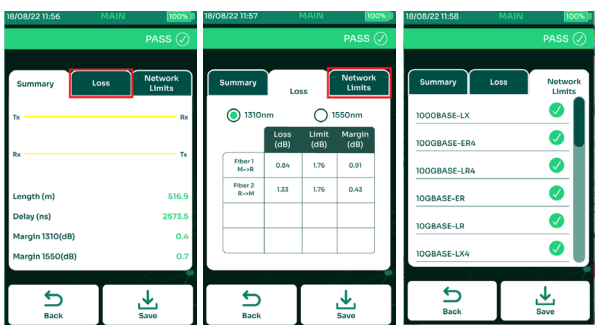 18/08/22 11:56 MAIN 100%
PASS
Summary Loss Network Limits
Tx Rx
Rx Tx
Length (m) 516.9
Delay (ns) 2573.5
Margin 1310(dB) 0.4
Margin 1550(dB) 0.7
Back Save
18/08/22 11:57 MAIN 100%
PASS
Summary Loss Network Limits
1310nm 1550nm
Loss (dB) Limit (dB) Margin (dB)
Fiber 1 M->R 0.84 1.76 0.91
Fiber 2 R->M 1.33 1.76 0.43
Back Save
18/08/22 11:58 MAIN 100%
PASS
Summary Loss Network Limits
1000BASE-LX
100GBASE-ER4
100GBASE-LR4
10GBASE-ER
10GBASE-LR
10GBASE-LX4
Back Save